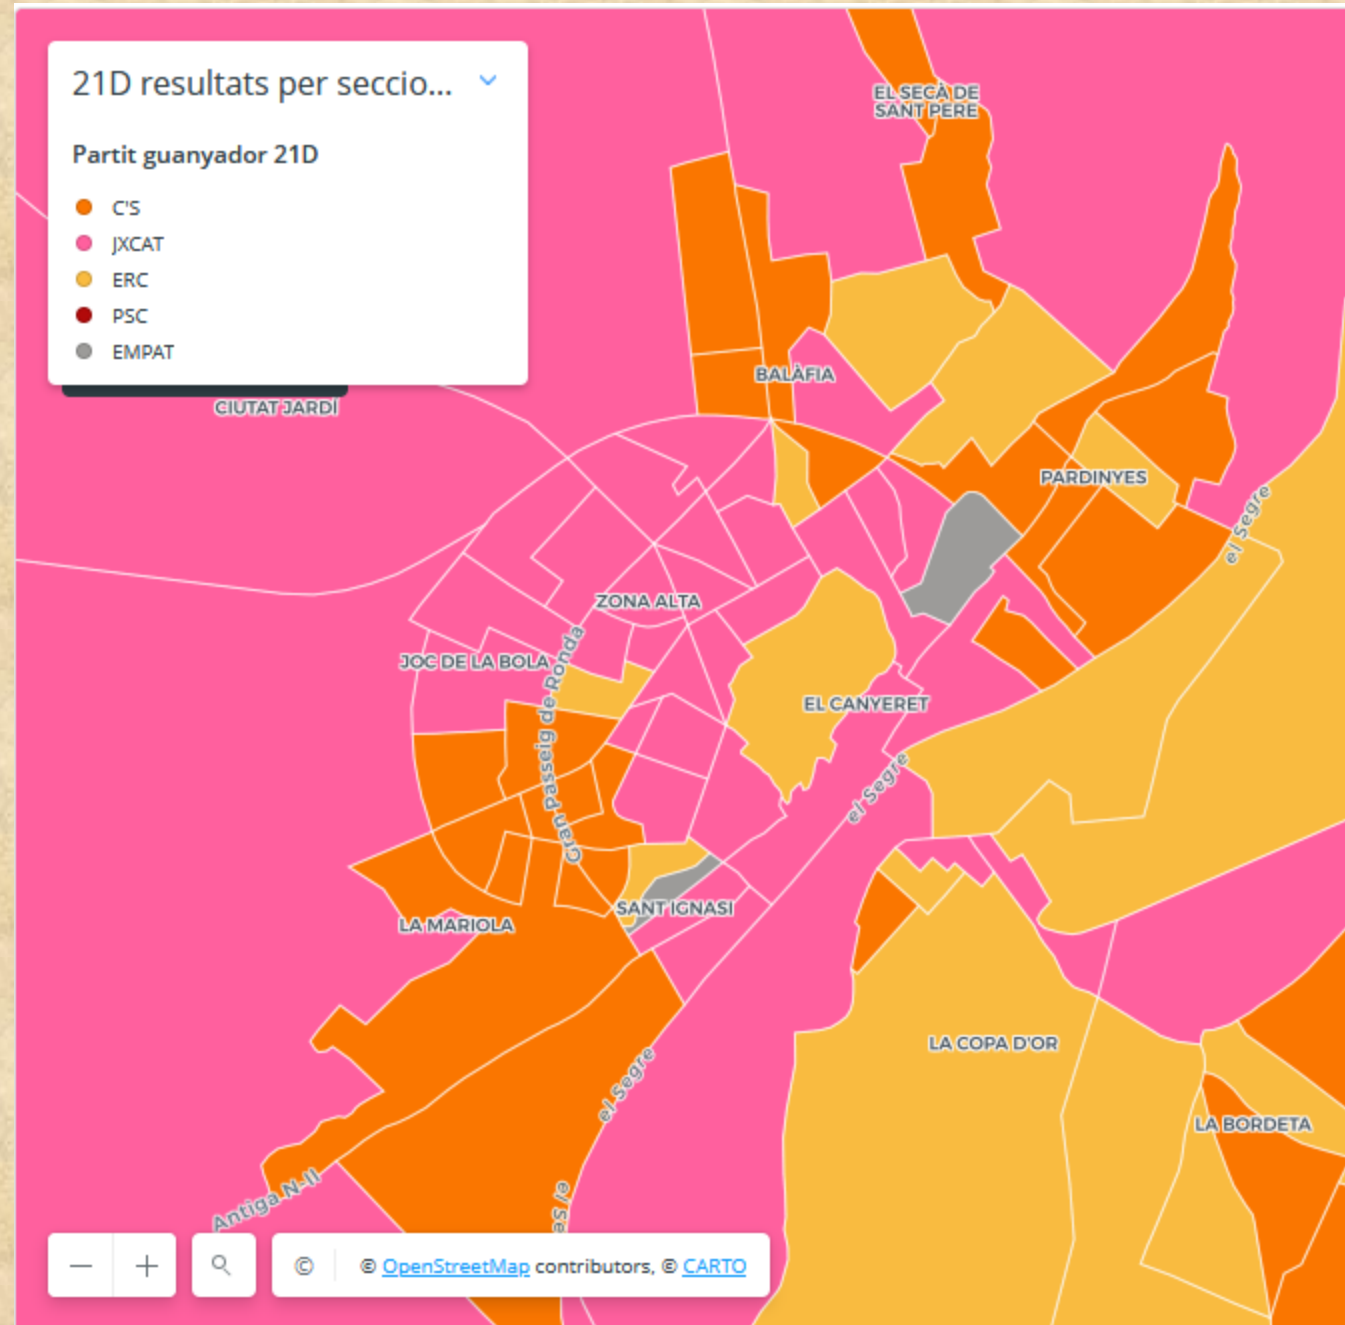 21D resultats per seccio...
Partit guanyador 21D
C'S
JXCAT
ERC
PSC
EMPAT
EL SECÀ DE
SANT PERE
BALÀFIA
CIUTAT JARDÍ
PARDINYES
el Segre
ZONA ALTA
JOC DE LA BOLA
Gran Passeig de Ronda
EL CANYERET
el Segre
SANT IGNASI
LA MARIOLA
LA COPA D'OR
el Segre
LA BORDETA
Antiga N-II
el Se
© © OpenStreetMap contributors, © CARTO